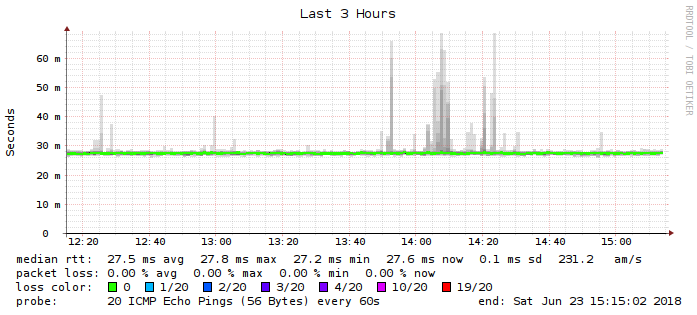 Last 3 Hours
RRDTOOL / TOBI OETIKER
Seconds
60 m
50 m
40 m
30 m
20 m
10 m
0
12:20 12:40 13:00 13:20 13:40 14:00 14:20 14:40 15:00
median rtt: 27.5 ms avg 27.8 ms max 27.2 ms min 27.6 ms now 0.1 ms sd 231.2 am/s
packet loss: 0.00 % avg 0.00 % max 0.00 % min 0.00 % now
loss color: 0 1/20 2/20 3/20 4/20 10/20 19/20
probe: 20 ICMP Echo Pings (56 Bytes) every 60s end: Sat Jun 23 15:15:02 2018